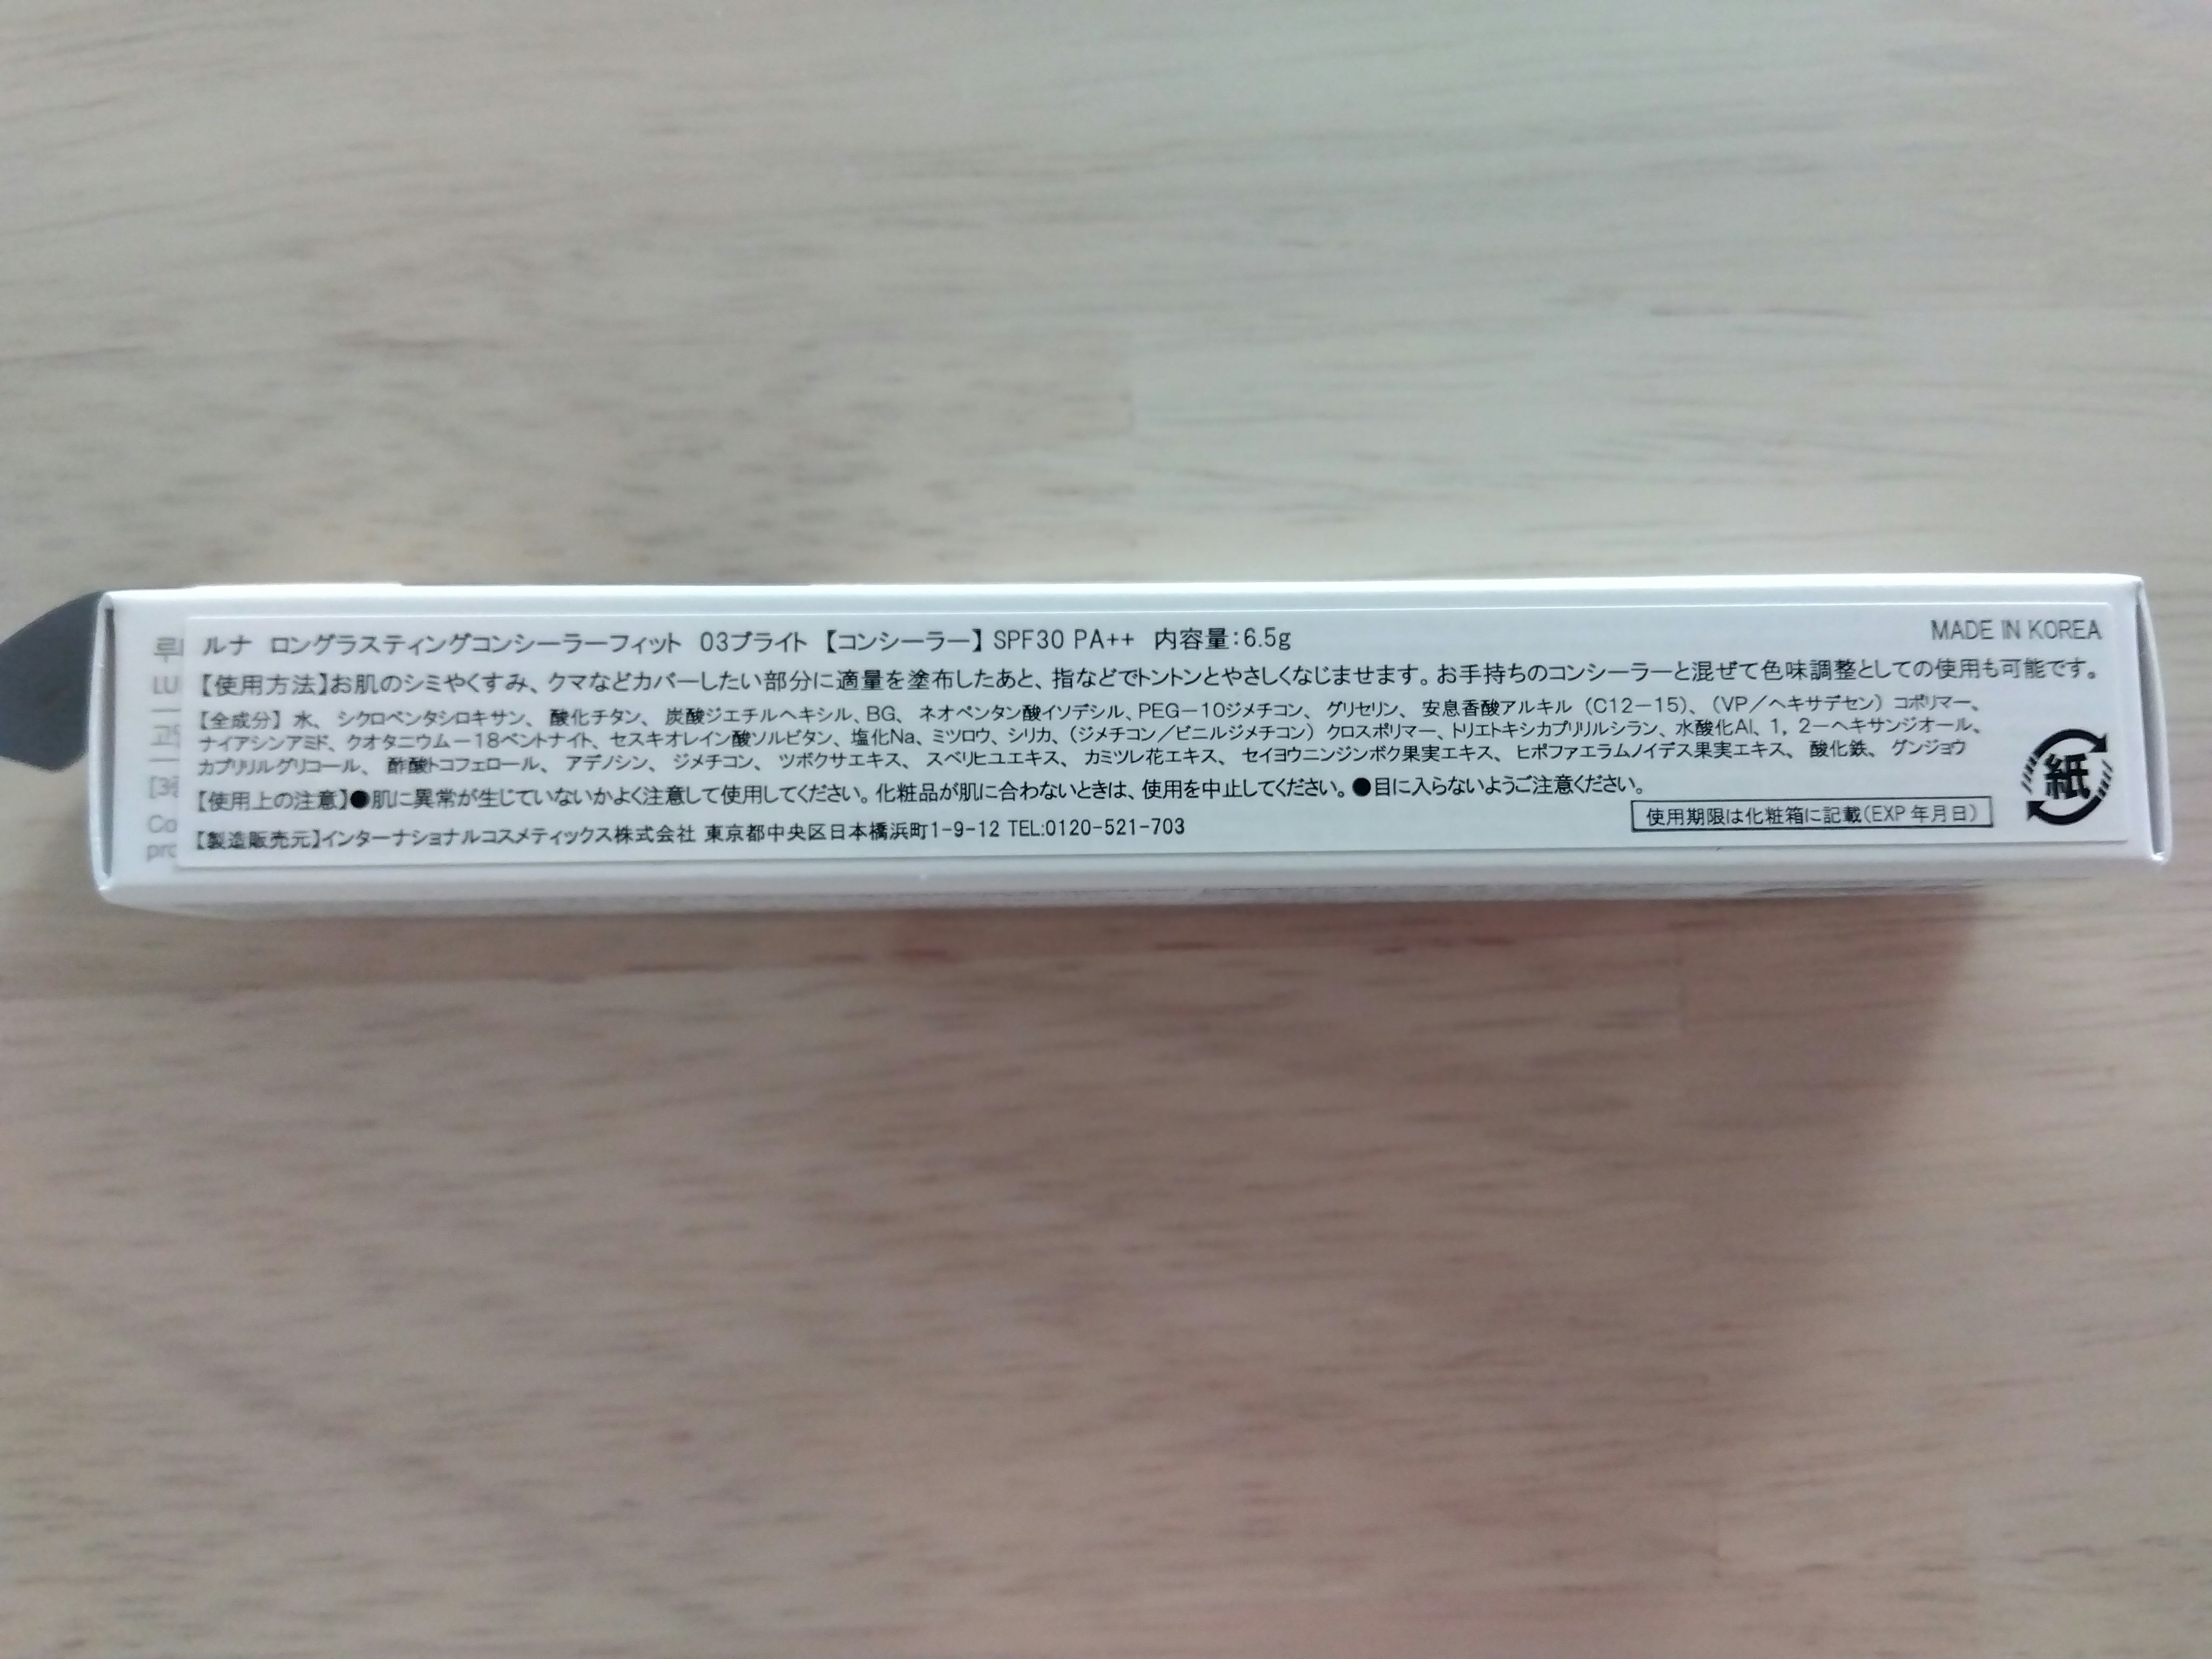 ルナ ロングラスティングコンシーラーフィット 03ブライト 【コンシーラー】 SPF30 PA++ 内容量:6.5g
MADE IN KOREA
【使用方法】お肌のシミやくすみ、クマなどカバーしたい部分に適量を塗布したあと、指などでトントンとやさしくなじませます。お手持ちのコンシーラーと混ぜて色味調整としての使用も可能です。
【全成分】 水、 シクロペンタシロキサン、 酸化チタン、 炭酸ジエチルヘキシル、BG、 ネオペンタン酸イソデシル、PEG－10ジメチコン、 グリセリン、 安息香酸アルキル （C12－15）、 （VP／ヘキサデセン） コポリマー、
ナイアシンアミド、クオタニウム－18ベントナイト、セスキオレイン酸ソルビタン、塩化Na、ミツロウ、シリカ、（ジメチコン／ビニルジメチコン） クロスポリマー、トリエトキシカプリリルシラン、水酸化Al、1，2－ヘキサンジオール、
カプリリルグリコール、 酢酸トコフェロール、 アデノシン、 ジメチコン、 ツボクサエキス、 スベリヒユエキス、 カミツレ花エキス、 セイヨウニンジンボク果実エキス、 ヒポファエラムノイデス果実エキス、 酸化鉄、 グンジョウ
【使用上の注意】●肌に異常が生じていないかよく注意して使用してください。化粧品が肌に合わないときは、使用を中止してください。●目に入らないようご注意ください。
【製造販売元】インターナショナルコスメティックス株式会社 東京都中央区日本橋浜町1-9-12 TEL:0120-521-703
使用期限は化粧箱に記載(EXP 年月日)
紙
루
LU
Co
pro